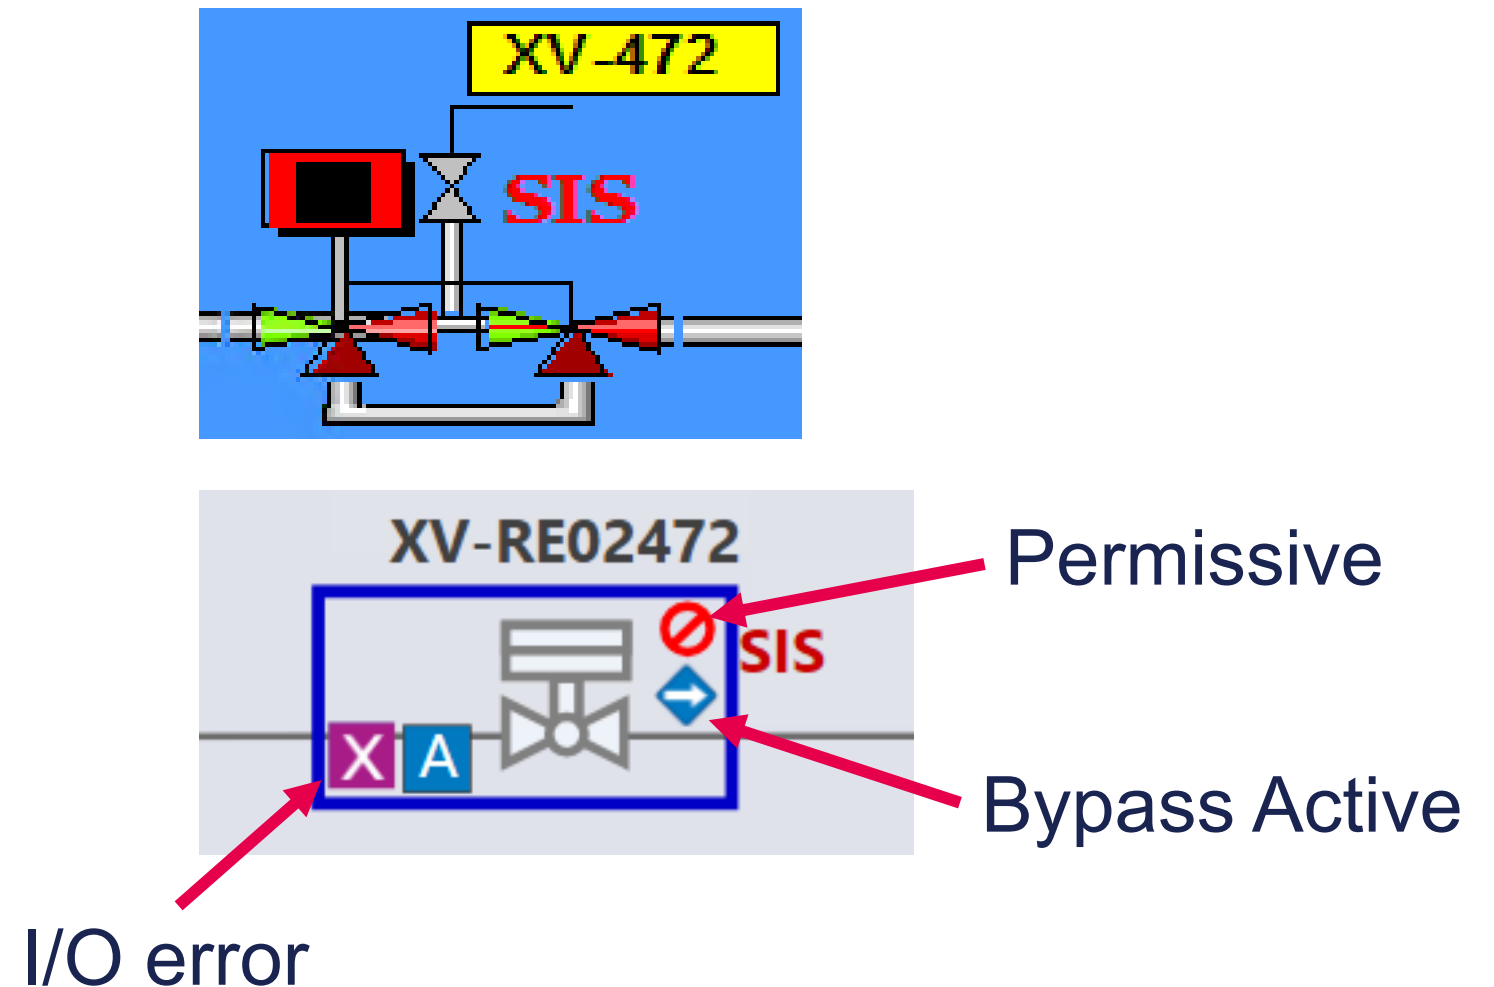 XV-472
SIS
XV-RE02472
Permissive
SIS
X A
Bypass Active
I/O error